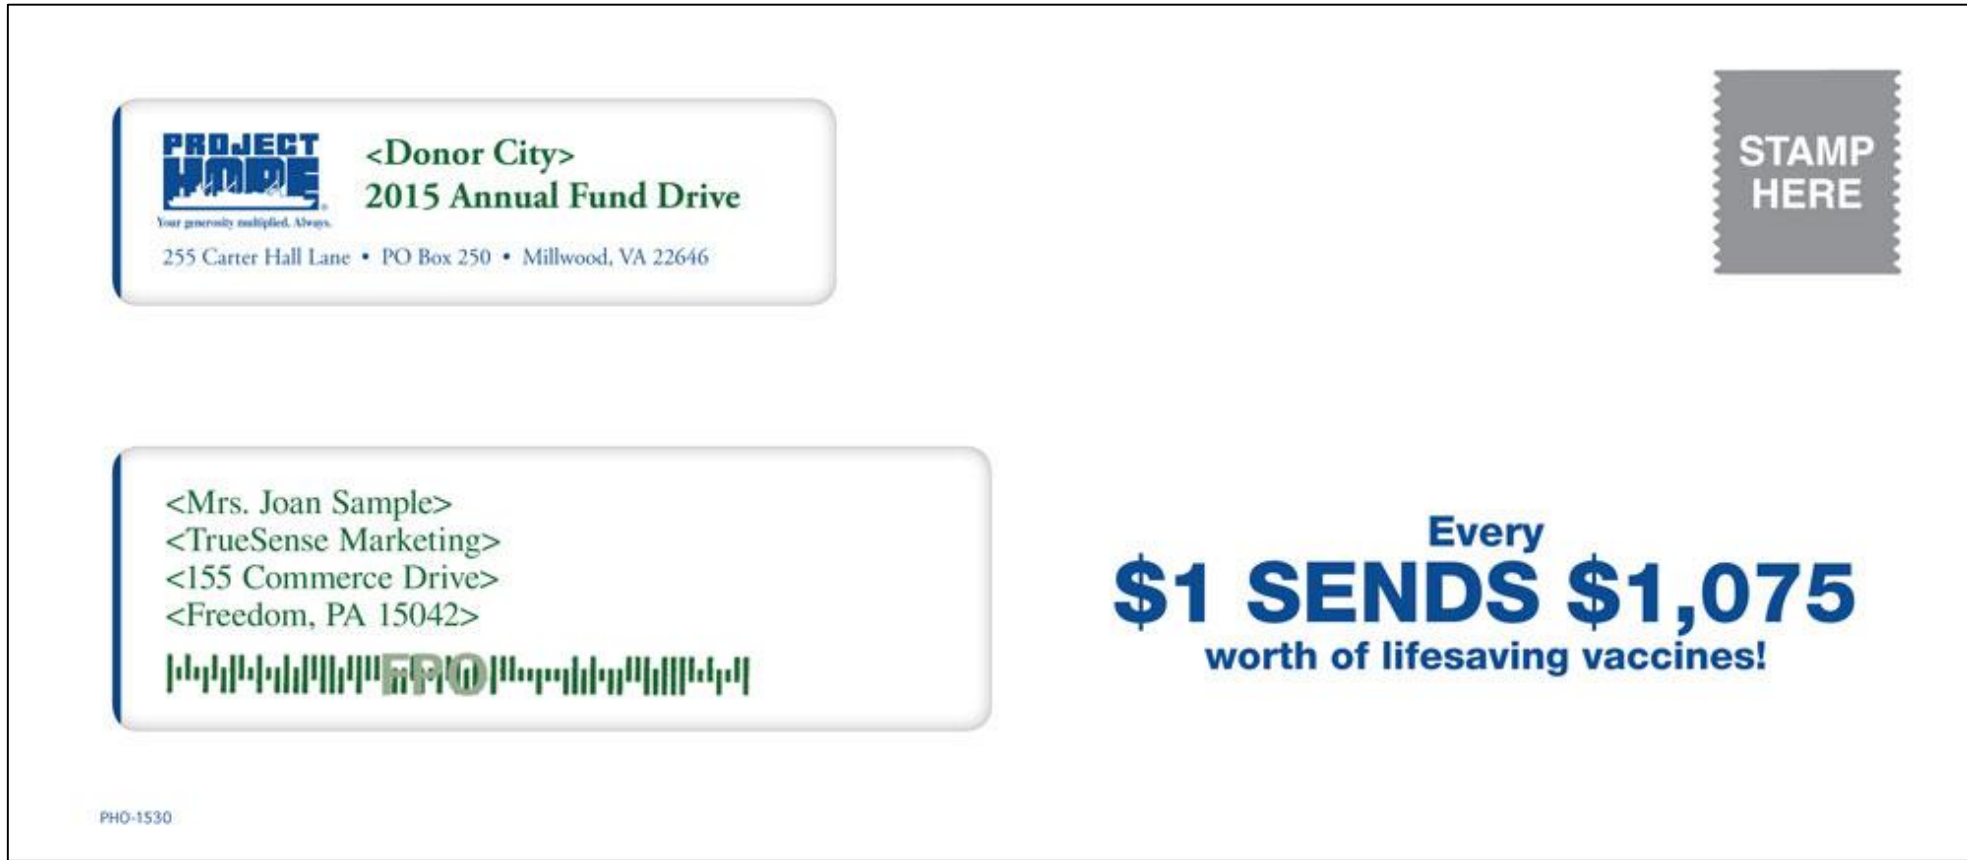 PROJECT
HOPE
Your generosity multiplied. Always.
<Donor City>
2015 Annual Fund Drive
255 Carter Hall Lane • PO Box 250 • Millwood, VA 22646
STAMP
HERE
<Mrs. Joan Sample>
<TrueSense Marketing>
<155 Commerce Drive>
<Freedom, PA 15042>
FPO
Every
$1 SENDS $1,075
worth of lifesaving vaccines!
PHO-1530